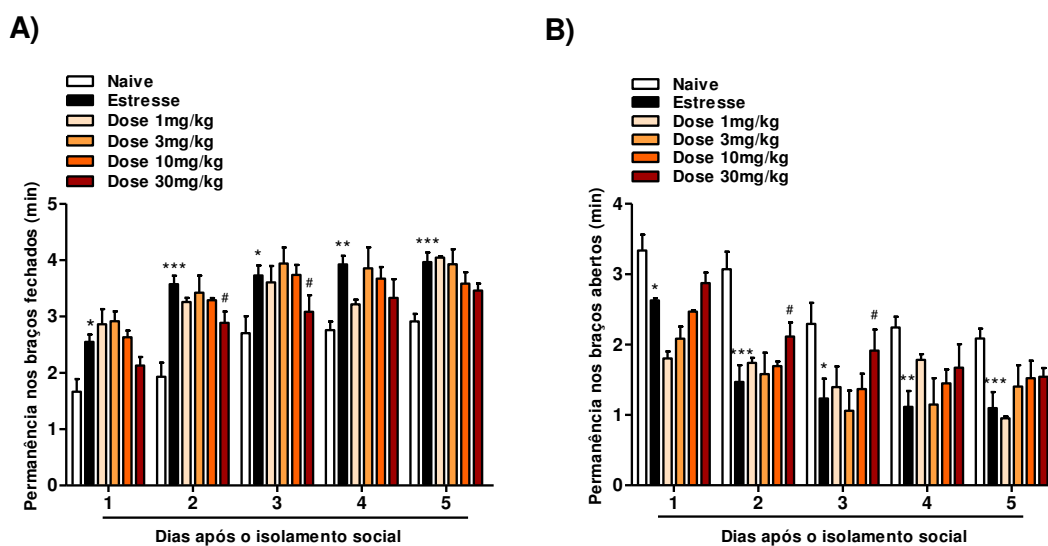 A)
Naive
Estresse
Dose 1mg/kg
Dose 3mg/kg
Dose 10mg/kg
Dose 30mg/kg
Permanência nos braços fechados (min)
5
4
3
2
1
0
*
***
#
*
#
**
***
1 2 3 4 5
Dias após o isolamento social
B)
Naive
Estresse
Dose 1mg/kg
Dose 3mg/kg
Dose 10mg/kg
Dose 30mg/kg
Permanência nos braços abertos (min)
4
3
2
1
0
*
***
#
*
#
**
***
1 2 3 4 5
Dias após o isolamento social